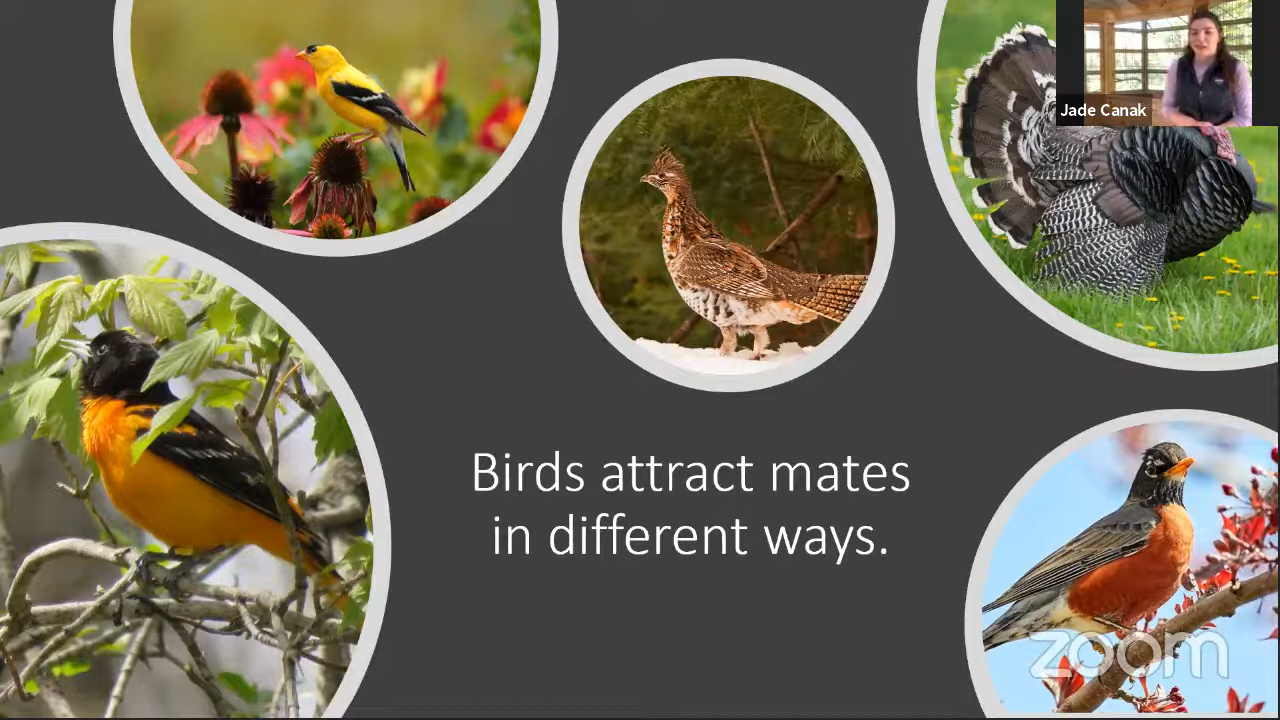 Jade Canak
Birds attract mates
in different ways.
zoom